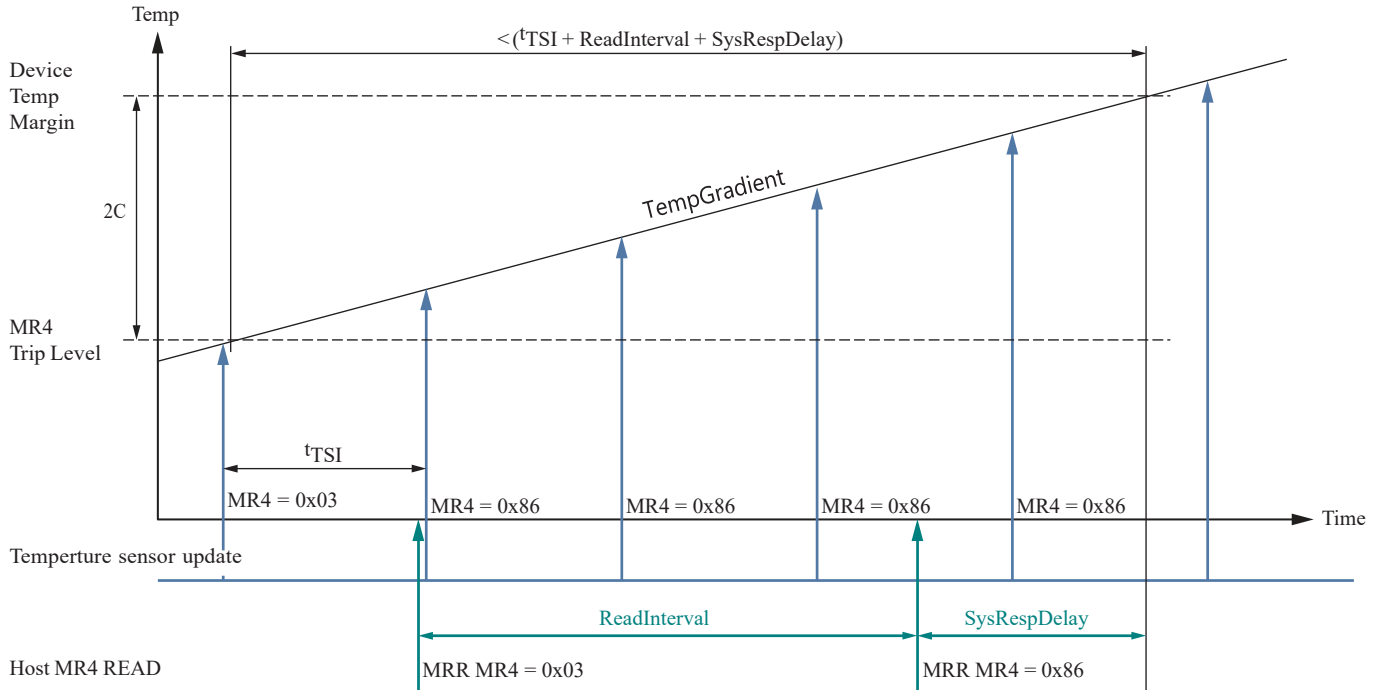 Temp
< (tTSI + ReadInterval + SysRespDelay)
Device
Temp
Margin
TempGradient
2C
MR4
Trip Level
tTSI
MR4 = 0x03
MR4 = 0x86
MR4 = 0x86
MR4 = 0x86
MR4 = 0x86
Time
Temperture sensor update
ReadInterval
SysRespDelay
Host MR4 READ
MRR MR4 = 0x03
MRR MR4 = 0x86